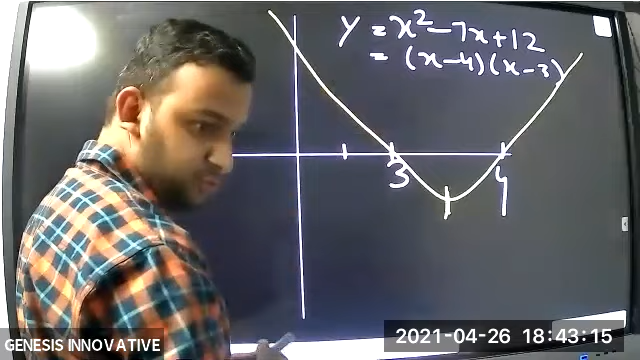 y = x² - 7x + 12
= (x-4)(x-3)
3
4
GENESIS INNOVATIVE
2021-04-26 18:43:15